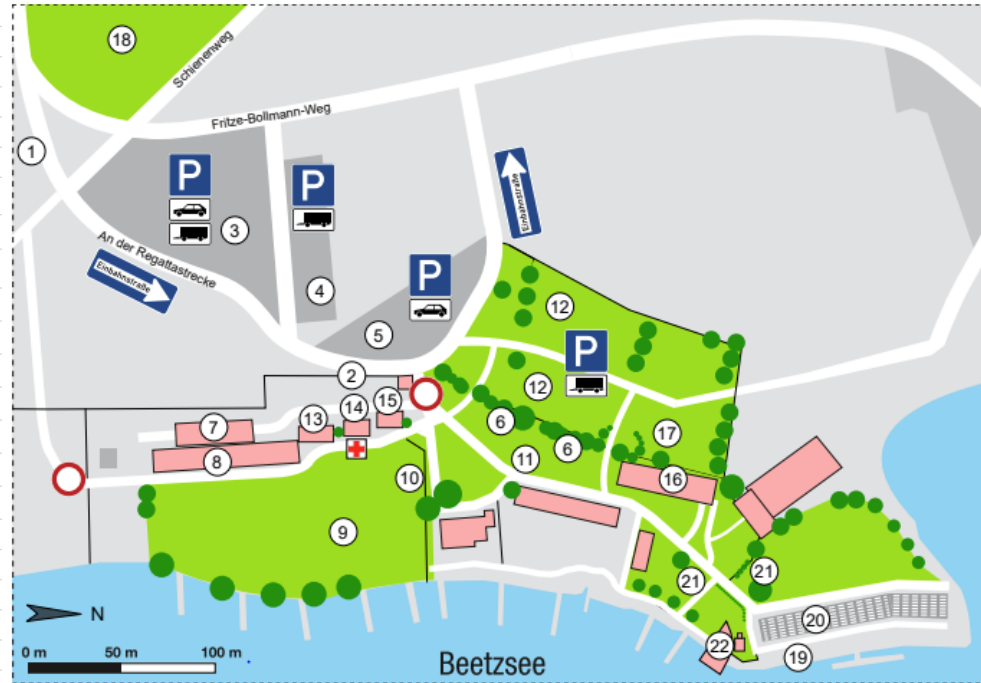 18
Schienenweg
Fritze-Bollmann-Weg
1
P
P
Einbahnstraße
3
An der Regattastrecke
Einbahnstraße
4
P
12
5
P
2
12
15
14
13
7
6
6
17
8
11
16
10
9
21
21
20
22
19
N
0 m 50 m 100 m
Beetzsee